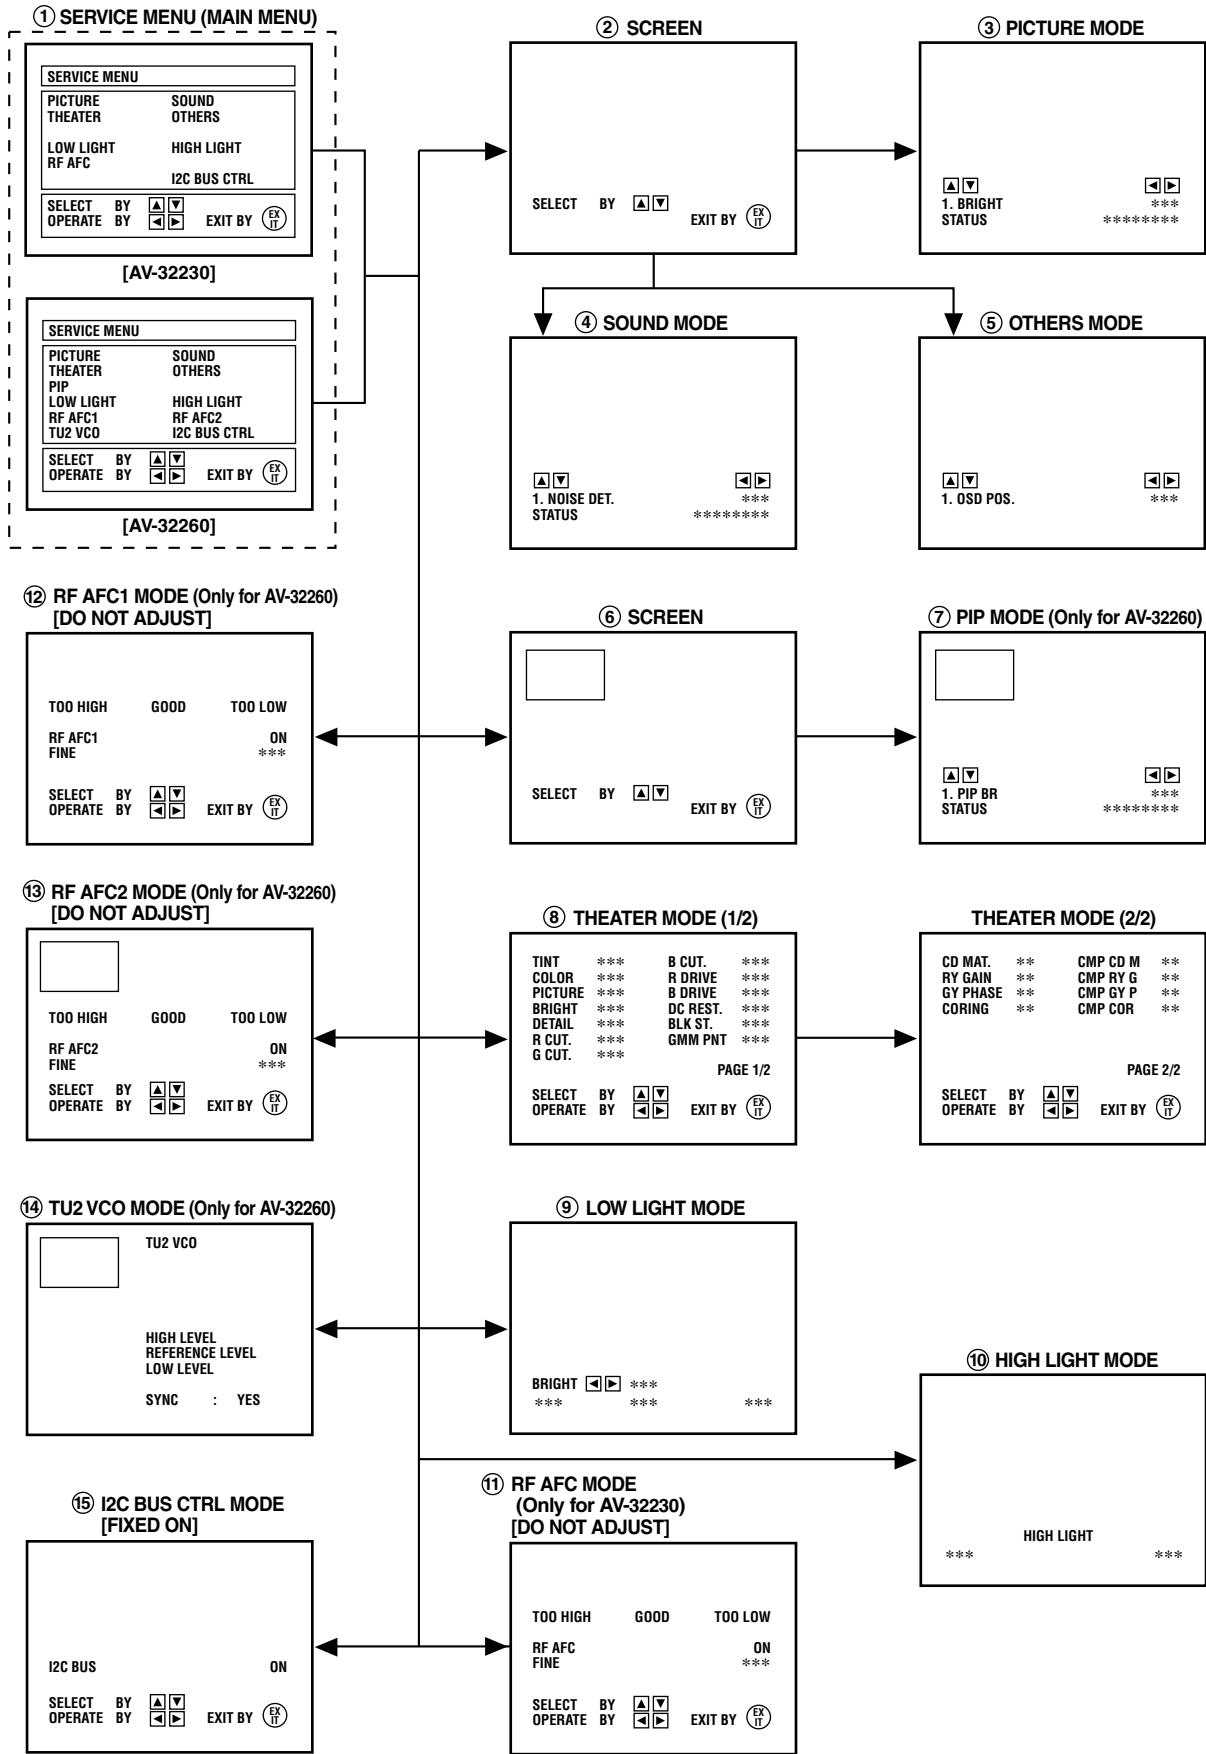 ① SERVICE MENU (MAIN MENU)
SERVICE MENU
PICTURE SOUND
THEATER OTHERS
LOW LIGHT HIGH LIGHT
RF AFC
I2C BUS CTRL
SELECT BY ▲▼
OPERATE BY ◀▶ EXIT BY EXIT
[AV-32230]
SERVICE MENU
PICTURE SOUND
THEATER OTHERS
PIP
LOW LIGHT HIGH LIGHT
RF AFC1 RF AFC2
TU2 VCO I2C BUS CTRL
SELECT BY ▲▼
OPERATE BY ◀▶ EXIT BY EXIT
[AV-32260]
② SCREEN
SELECT BY ▲▼
EXIT BY EXIT
③ PICTURE MODE
▲▼ ◀▶
1. BRIGHT ***
STATUS ********
④ SOUND MODE
▲▼ ◀▶
1. NOISE DET. ***
STATUS ********
⑤ OTHERS MODE
▲▼ ◀▶
1. OSD POS. ***
⑫ RF AFC1 MODE (Only for AV-32260)
[DO NOT ADJUST]
TOO HIGH GOOD TOO LOW
RF AFC1 ON
FINE ***
SELECT BY ▲▼
OPERATE BY ◀▶ EXIT BY EXIT
⑥ SCREEN
SELECT BY ▲▼
EXIT BY EXIT
⑦ PIP MODE (Only for AV-32260)
▲▼ ◀▶
1. PIP BR ***
STATUS ********
⑬ RF AFC2 MODE (Only for AV-32260)
[DO NOT ADJUST]
TOO HIGH GOOD TOO LOW
RF AFC2 ON
FINE ***
SELECT BY ▲▼
OPERATE BY ◀▶ EXIT BY EXIT
⑧ THEATER MODE (1/2)
TINT *** B CUT. ***
COLOR *** R DRIVE ***
PICTURE *** B DRIVE ***
BRIGHT *** DC REST. ***
DETAIL *** BLK ST. ***
R CUT. *** GMM PNT ***
G CUT. ***
PAGE 1/2
SELECT BY ▲▼
OPERATE BY ◀▶ EXIT BY EXIT
THEATER MODE (2/2)
CD MAT. ** CMP CD M **
RY GAIN ** CMP RY G **
GY PHASE ** CMP GY P **
CORING ** CMP COR **
PAGE 2/2
SELECT BY ▲▼
OPERATE BY ◀▶ EXIT BY EXIT
⑭ TU2 VCO MODE (Only for AV-32260)
TU2 VCO
HIGH LEVEL
REFERENCE LEVEL
LOW LEVEL
SYNC : YES
⑨ LOW LIGHT MODE
BRIGHT ◀▶ ***
*** *** ***
⑩ HIGH LIGHT MODE
HIGH LIGHT
*** ***
⑮ I2C BUS CTRL MODE
[FIXED ON]
I2C BUS ON
SELECT BY ▲▼
OPERATE BY ◀▶ EXIT BY EXIT
⑪ RF AFC MODE
(Only for AV-32230)
[DO NOT ADJUST]
TOO HIGH GOOD TOO LOW
RF AFC ON
FINE ***
SELECT BY ▲▼
OPERATE BY ◀▶ EXIT BY EXIT